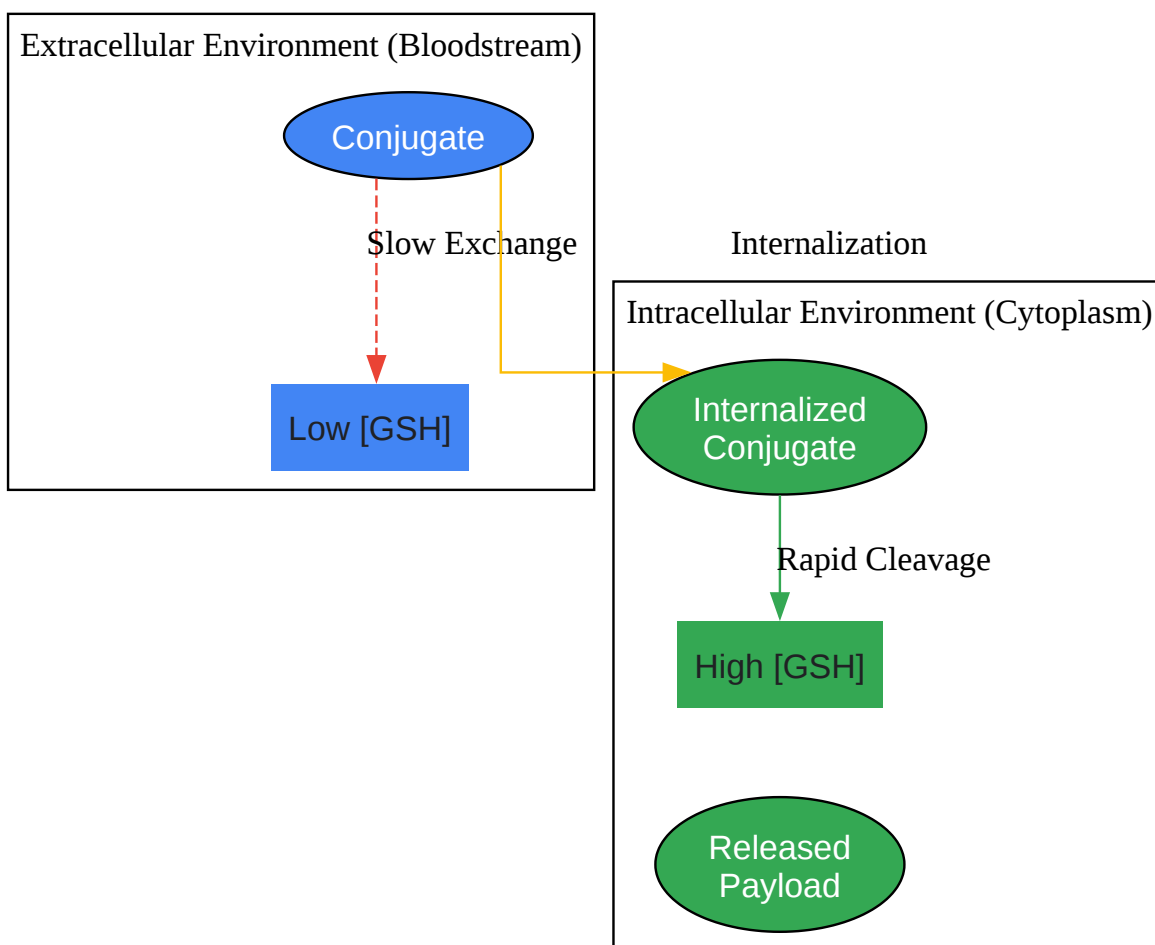 Extracellular Environment (Bloodstream)
Conjugate
Slow Exchange
Internalization
Low [GSH]
Intracellular Environment (Cytoplasm)
Internalized
Conjugate
Rapid Cleavage
High [GSH]
Released
Payload